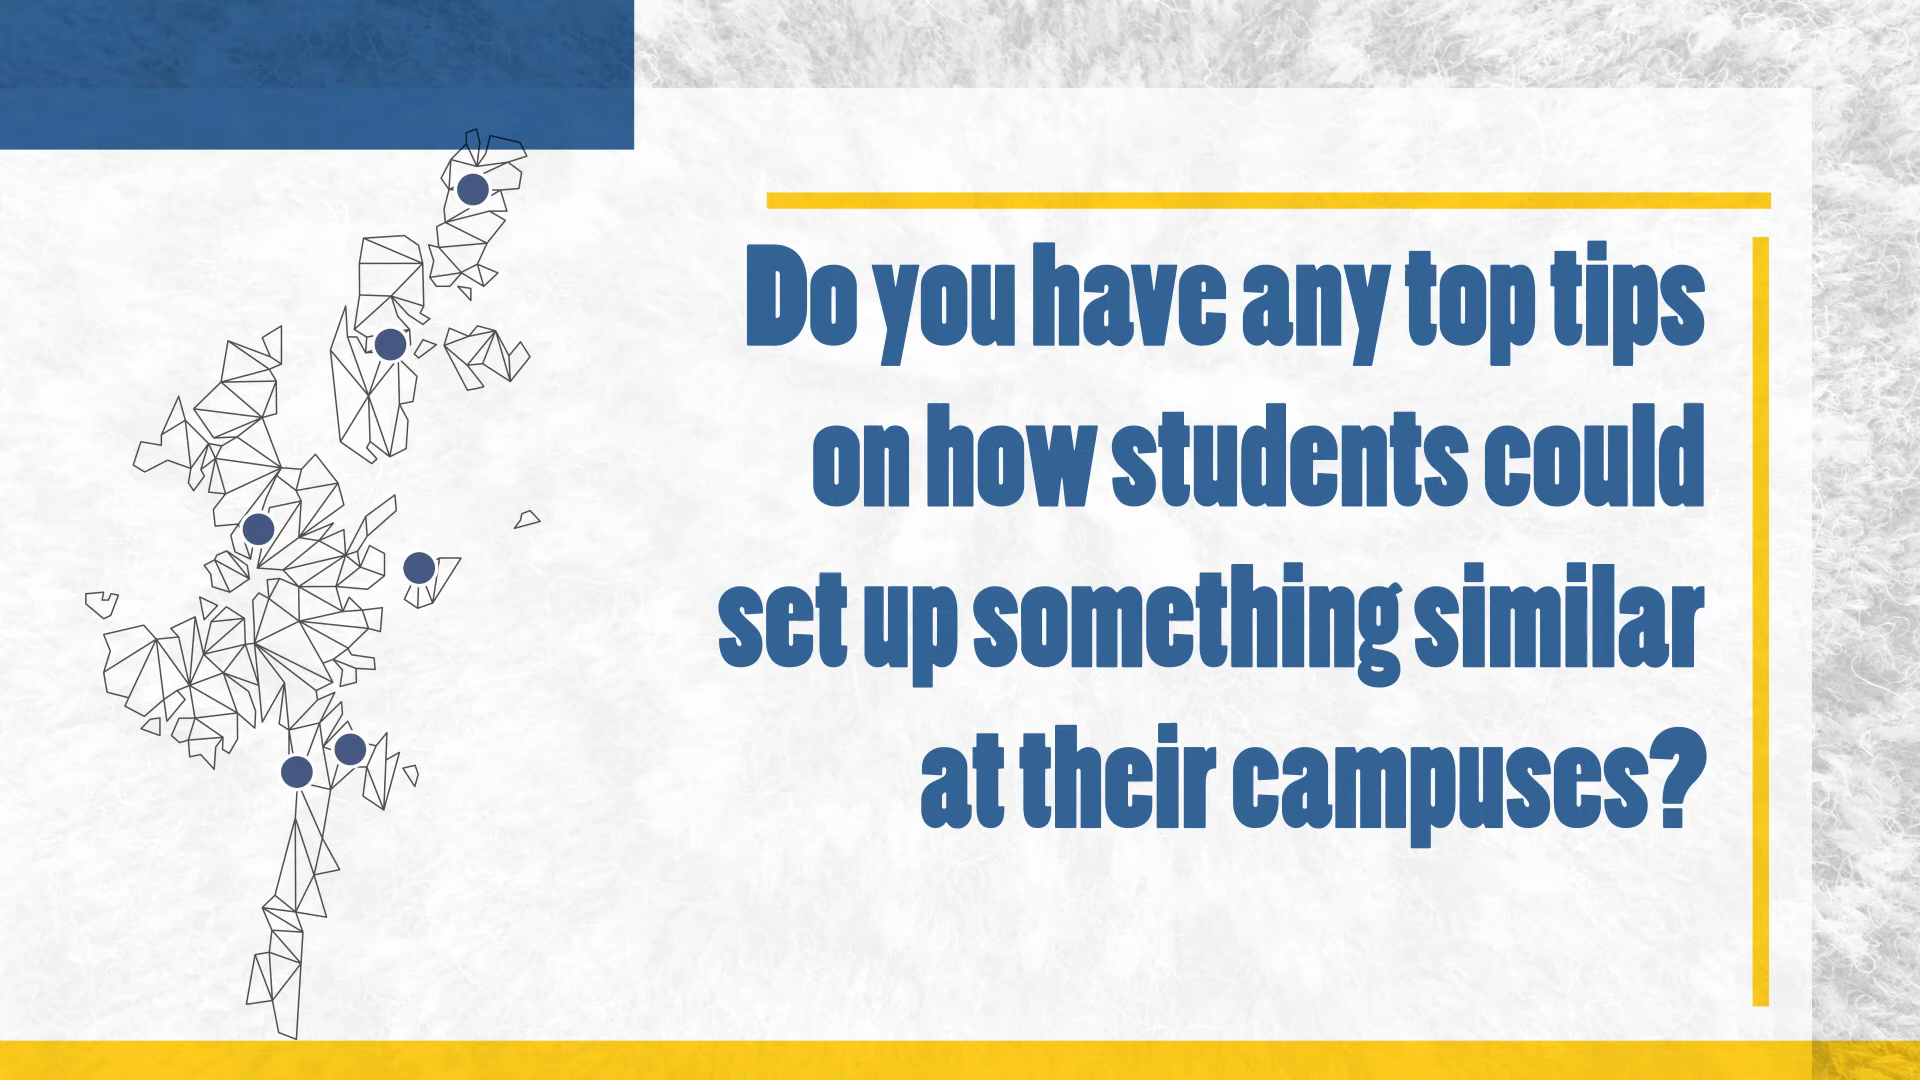 Do you have any top tips
on how students could
set up something similar
at their campuses?